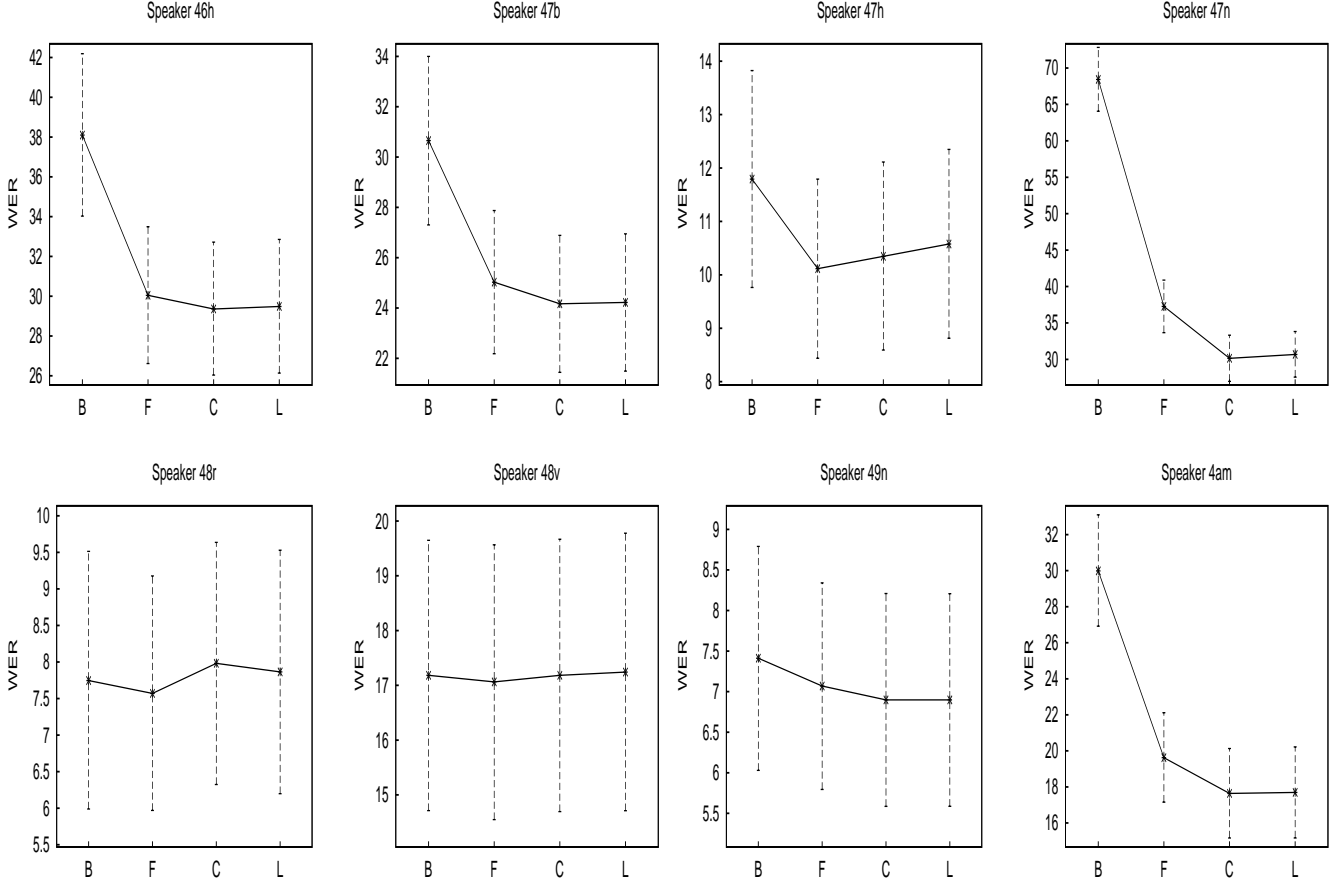 Speaker 46h
42
40
38
36
34
32
30
28
26
WER
B F C L
Speaker 47b
34
32
30
28
26
24
22
WER
B F C L
Speaker 47h
14
13
12
11
10
9
8
WER
B F C L
Speaker 47n
70
65
60
55
50
45
40
35
30
WER
B F C L
Speaker 48r
10
9.5
9
8.5
8
7.5
7
6.5
6
5.5
WER
B F C L
Speaker 48v
20
19
18
17
16
15
WER
B F C L
Speaker 49n
9
8.5
8
7.5
7
6.5
6
5.5
WER
B F C L
Speaker 4am
32
30
28
26
24
22
20
18
16
WER
B F C L